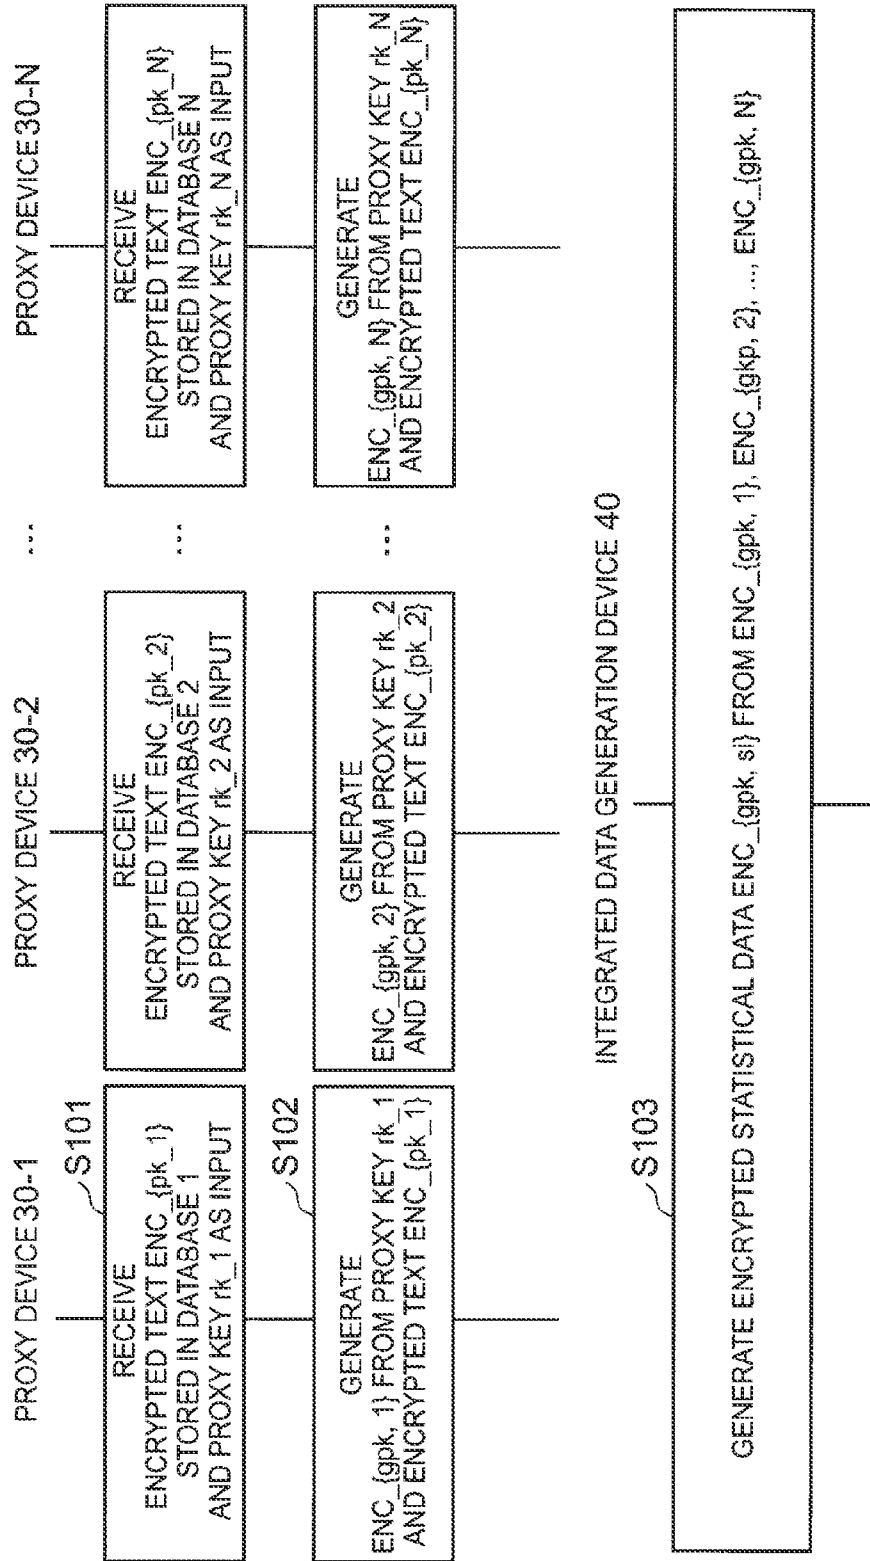 PROXY DEVICE 30-1
S101
RECEIVE
ENCRYPTED TEXT ENC_{pk_1}
STORED IN DATABASE 1
AND PROXY KEY rk_1 AS INPUT
S102
GENERATE
ENC_{gpk, 1} FROM PROXY KEY rk_1
AND ENCRYPTED TEXT ENC_{pk_1}
PROXY DEVICE 30-2
RECEIVE
ENCRYPTED TEXT ENC_{pk_2}
STORED IN DATABASE 2
AND PROXY KEY rk_2 AS INPUT
GENERATE
ENC_{gpk, 2} FROM PROXY KEY rk_2
AND ENCRYPTED TEXT ENC_{pk_2}
...
...
...
PROXY DEVICE 30-N
RECEIVE
ENCRYPTED TEXT ENC_{pk_N}
STORED IN DATABASE N
AND PROXY KEY rk_N AS INPUT
GENERATE
ENC_{gpk, N} FROM PROXY KEY rk_N
AND ENCRYPTED TEXT ENC_{pk_N}
INTEGRATED DATA GENERATION DEVICE 40
S103
GENERATE ENCRYPTED STATISTICAL DATA ENC_{gpk, si} FROM ENC_{gpk, 1}, ENC_{gkp, 2}, ..., ENC_{gpk, N}